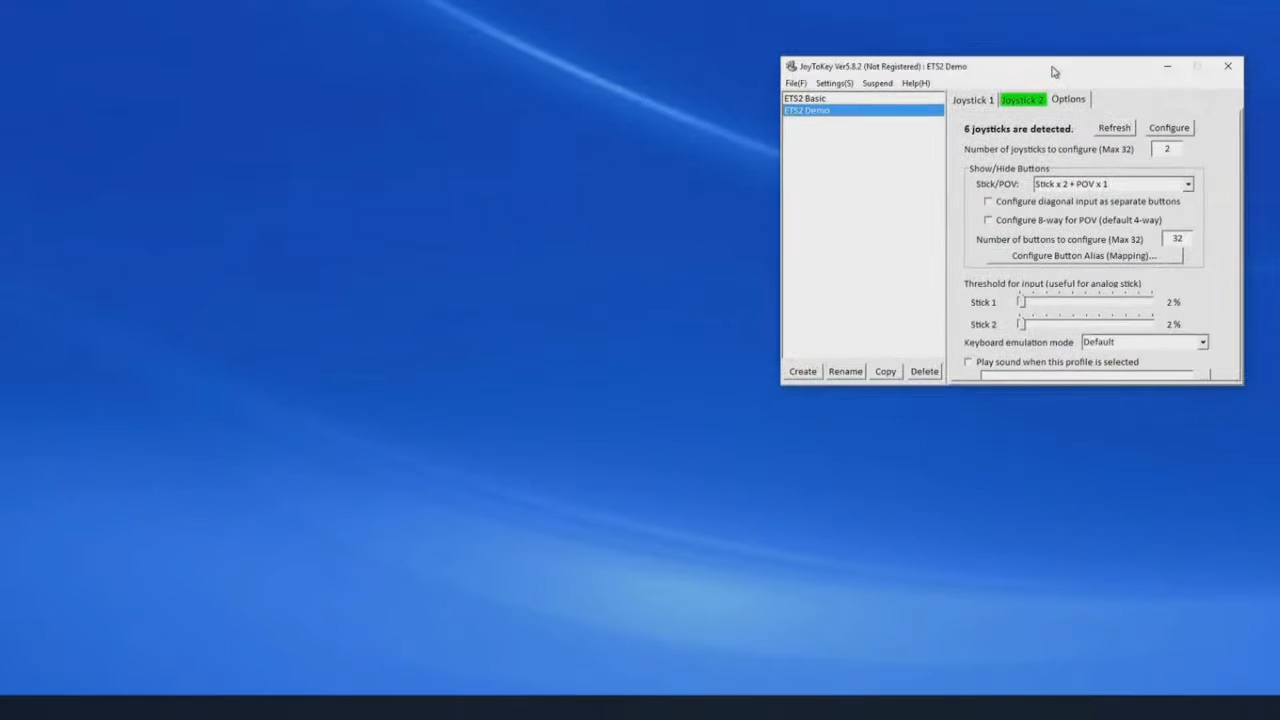 JoyToKey Ver5.8.2 (Not Registered) : ETS2 Demo
File(F) Settings(S) Suspend Help(H)
ETS2 Basic
ETS2 Demo
Create Rename Copy Delete
Joystick 1 Joystick 2 Options
6 joysticks are detected. Refresh Configure
Number of joysticks to configure (Max 32) 2
Show/Hide Buttons
Stick/POV: Stick x 2 + POV x 1
Configure diagonal input as separate buttons
Configure 8-way for POV (default 4-way)
Number of buttons to configure (Max 32) 32
Configure Button Alias (Mapping)...
Threshold for input (useful for analog stick)
Stick 1 2 %
Stick 2 2 %
Keyboard emulation mode Default
Play sound when this profile is selected